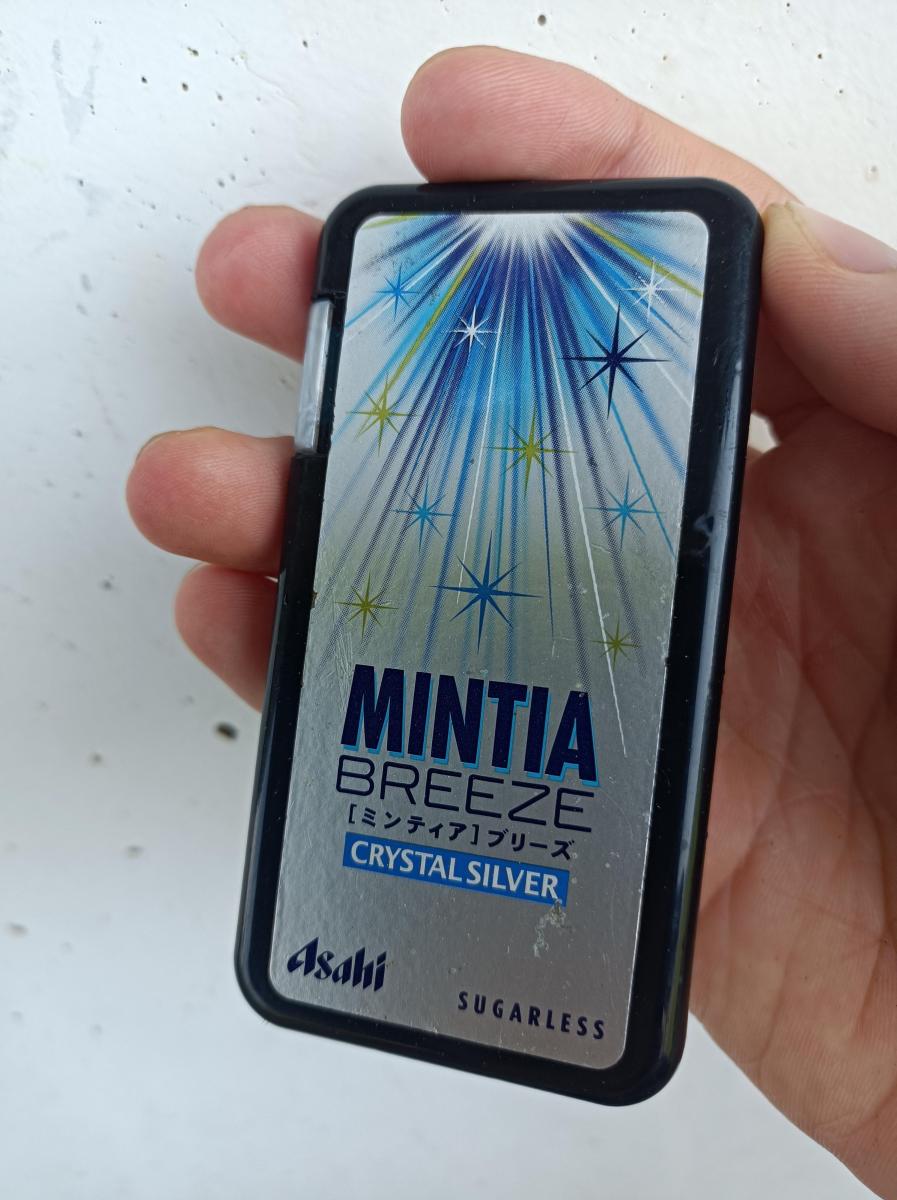 MINTIA
BREEZE
[ミンティア]ブリーズ
CRYSTAL SILVER
Asahi
SUGARLESS